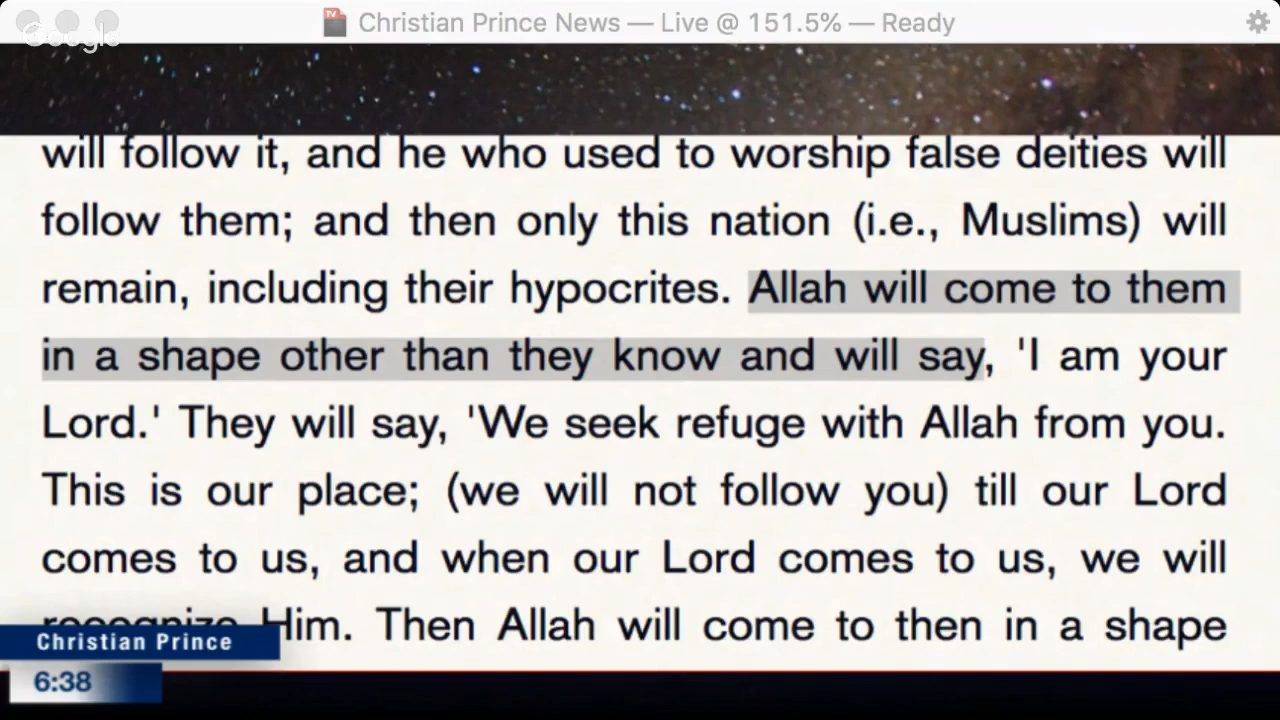 Christian Prince News — Live @ 151.5% — Ready
Google
TV
will follow it, and he who used to worship false deities will
follow them; and then only this nation (i.e., Muslims) will
remain, including their hypocrites. Allah will come to them
in a shape other than they know and will say, 'I am your
Lord.' They will say, 'We seek refuge with Allah from you.
This is our place; (we will not follow you) till our Lord
comes to us, and when our Lord comes to us, we will
recognize Him. Then Allah will come to then in a shape
Christian Prince
6:38